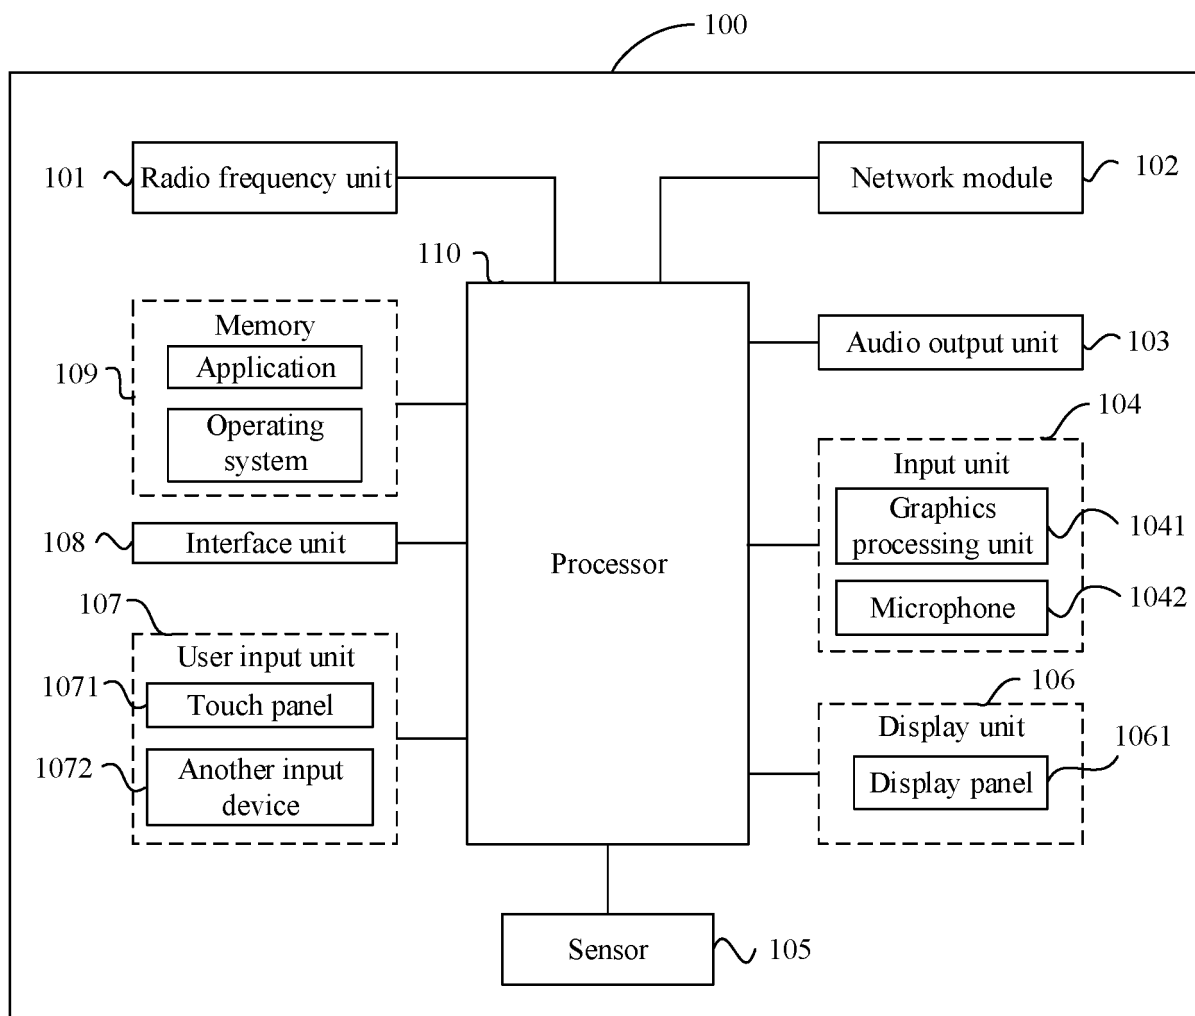 100
101
Radio frequency unit
Network module
102
110
Memory
Application
Operating
system
109
Audio output unit
103
104
Input unit
Graphics
processing unit
1041
Microphone
1042
108
Interface unit
Processor
107
User input unit
1071
Touch panel
1072
Another input
device
106
Display unit
1061
Display panel
Sensor
105